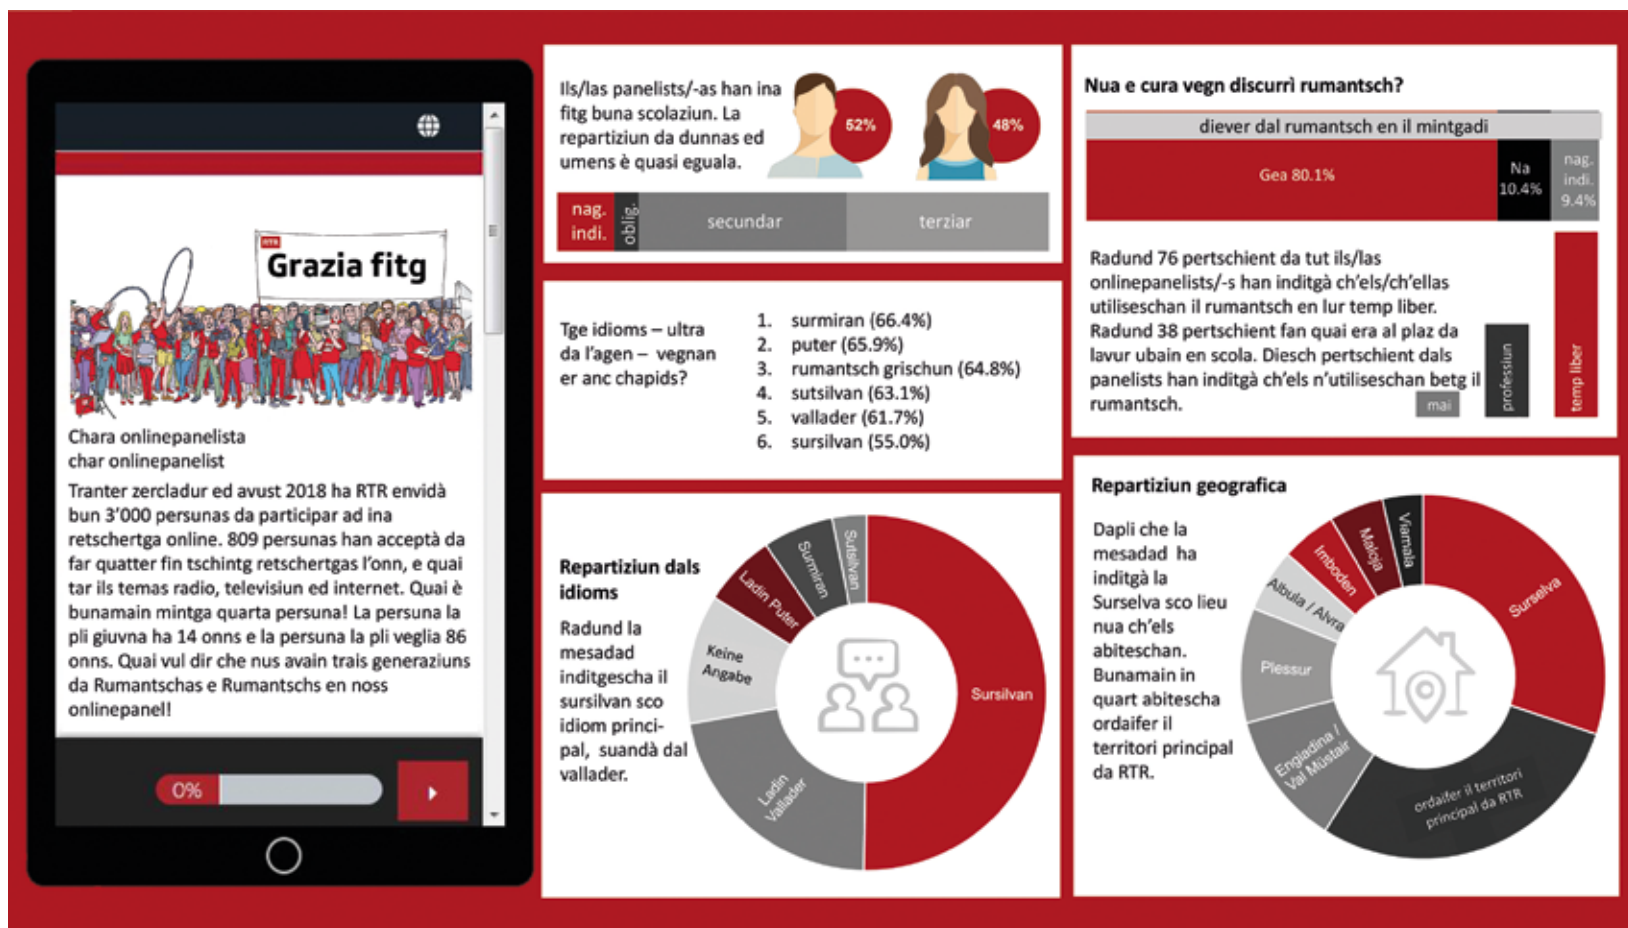 RTR
Grazia fitg
Chara onlinepanelista
char onlinepanelist
Tranter zercladur ed avust 2018 ha RTR envidà
bun 3’000 persunas da participar ad ina
retschertga online. 809 persunas han acceptà da
far quatter fin tschintg retschertgas l’onn, e quai
tar ils temas radio, televisiun ed internet. Quai è
bunamain mintga quarta persuna! La persuna la
pli giuvna ha 14 onns e la persuna la pli veglia 86
onns. Quai vul dir che nus avain trais generaziuns
da Rumantschas e Rumantschs en noss
onlinepanel!
0%
Ils/las panelists/-as han ina
fitg buna scolaziun. La
repartiziun da dunnas ed
umens è quasi eguala.
52%
48%
nag.
indi.
oblig.
secundar
terziar
Tge idioms – ultra
da l’agen – vegnan
er anc chapids?
1. surmiran (66.4%)
2. puter (65.9%)
3. rumantsch grischun (64.8%)
4. sutsilvan (63.1%)
5. vallader (61.7%)
6. sursilvan (55.0%)
Repartiziun dals
idioms
Radund la
mesadad
inditgescha il
sursilvan sco
idiom princi-
pal, suandà dal
vallader.
Sursilvan
Ladin
Vallader
Keine
Angabe
Ladin Puter
Surmiran
Sutsilvan
Nua e cura vegn discurrì rumantsch?
diever dal rumantsch en il mintgadi
Gea 80.1%
Na
10.4%
nag.
indi.
9.4%
Radund 76 pertschient da tut ils/las
onlinepanelists/-s han inditgà ch’els/ch’ellas
utiliseschan il rumantsch en lur temp liber.
Radund 38 pertschient fan quai era al plaz da
lavur ubain en scola. Diesch pertschient dals
panelists han inditgà ch’els n’utiliseschan betg il
rumantsch.
mai
professiun
temp liber
Repartiziun geografica
Dapli che la
mesadad ha
inditgà la
Surselva sco lieu
nua ch’els
abiteschan.
Bunamain in
quart abitescha
ordaifer il
territori principal
da RTR.
Surselva
ordaifer il territori
principal da RTR
Engiadina /
Val Müstair
Plessur
Albula / Alvra
Imboden
Maloja
Viamala